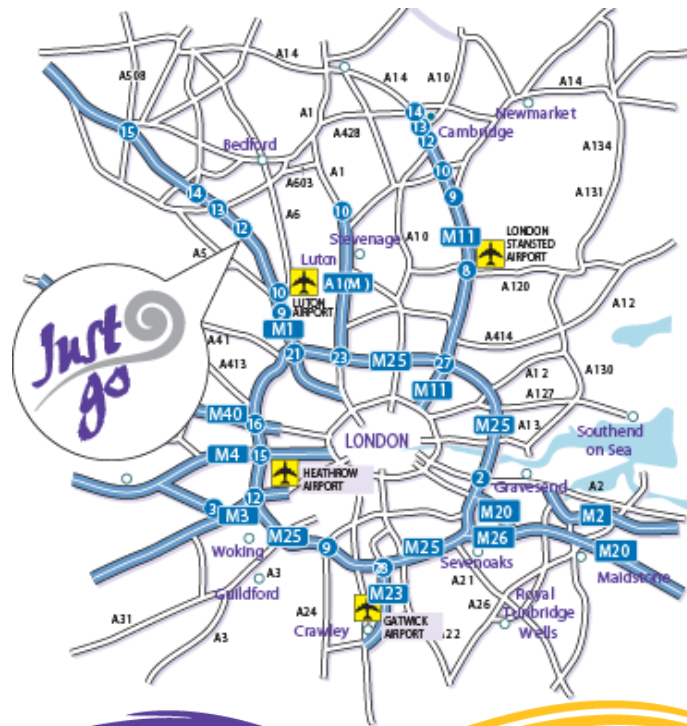 A14
A508
A14
A10
A14
15
A1
14
13
12
Newmarket
Cambridge
A428
Bedford
A134
A1
10
A603
9
A131
14
A6
13
10
12
M11
LONDON
STANSTED
AIRPORT
A10
Stevenage
A5
Luton
8
10
A1(M)
A120
LUTON
AIRPORT
A12
9
M1
A414
Just
go
A41
21
23
M25
27
A413
A12
A130
M11
A127
M40
16
M25
A13
LONDON
Southend
on Sea
M4
15
HEATHROW
AIRPORT
2
Gravesend
A2
12
3
M3
M20
M2
M25
9
M25
M26
Woking
M20
Sevenoaks
A3
Guildford
M23
A21
Maidstone
Royal
Tunbridge
Wells
A24
A26
A31
GATWICK
AIRPORT
Crawley
A22
A3